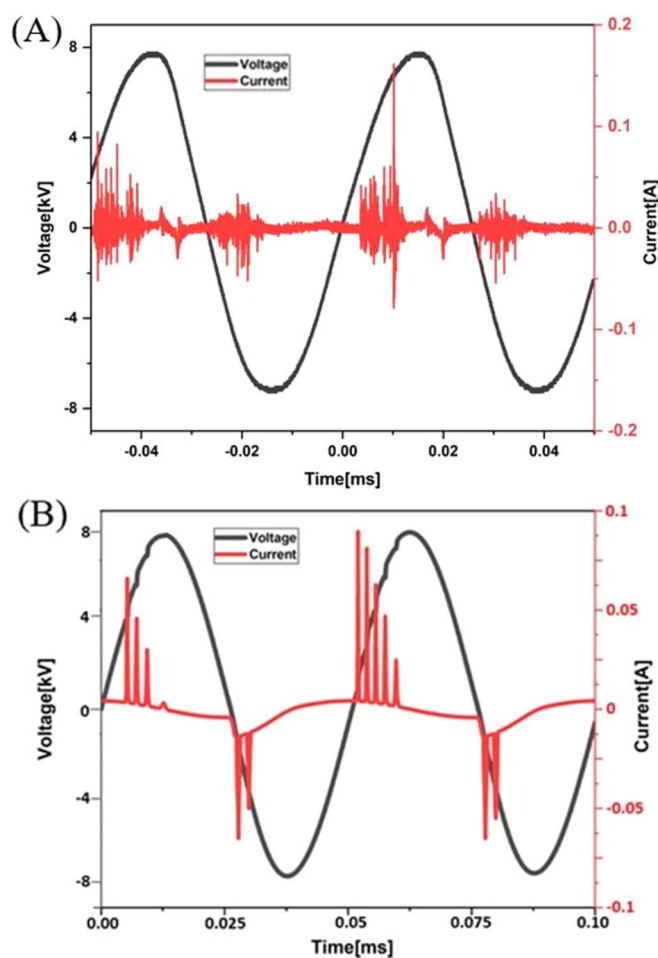 (A)
Voltage
Current
Voltage[kV]
8
4
0
-4
-8
0.2
0.1
0.0
-0.1
-0.2
Current[A]
-0.04
-0.02
0.00
0.02
0.04
Time[ms]
(B)
Voltage
Current
Voltage[kV]
8
4
0
-4
-8
0.1
0.05
0
-0.05
-0.1
Current[A]
0.00
0.025
0.05
0.075
0.10
Time[ms]